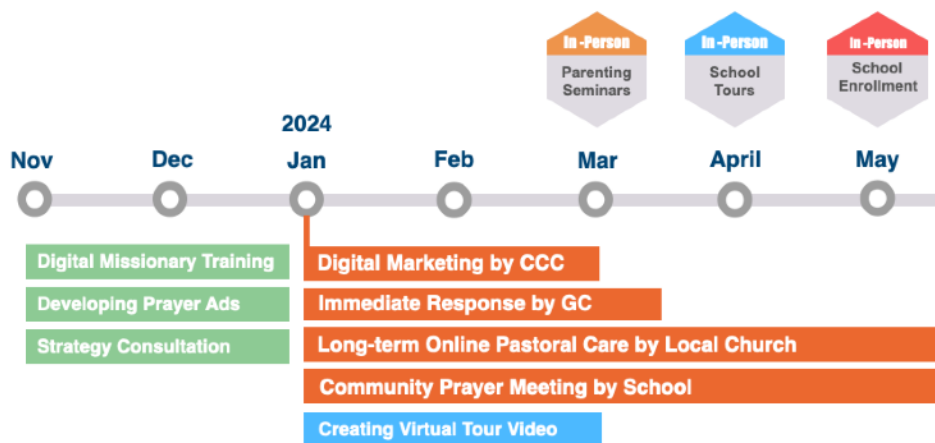 In -Person
Parenting
Seminars
In -Person
School
Tours
In -Person
School
Enrollment
2024
Nov
Dec
Jan
Feb
Mar
April
May
Digital Missionary Training
Developing Prayer Ads
Strategy Consultation
Digital Marketing by CCC
Immediate Response by GC
Long-term Online Pastoral Care by Local Church
Community Prayer Meeting by School
Creating Virtual Tour Video